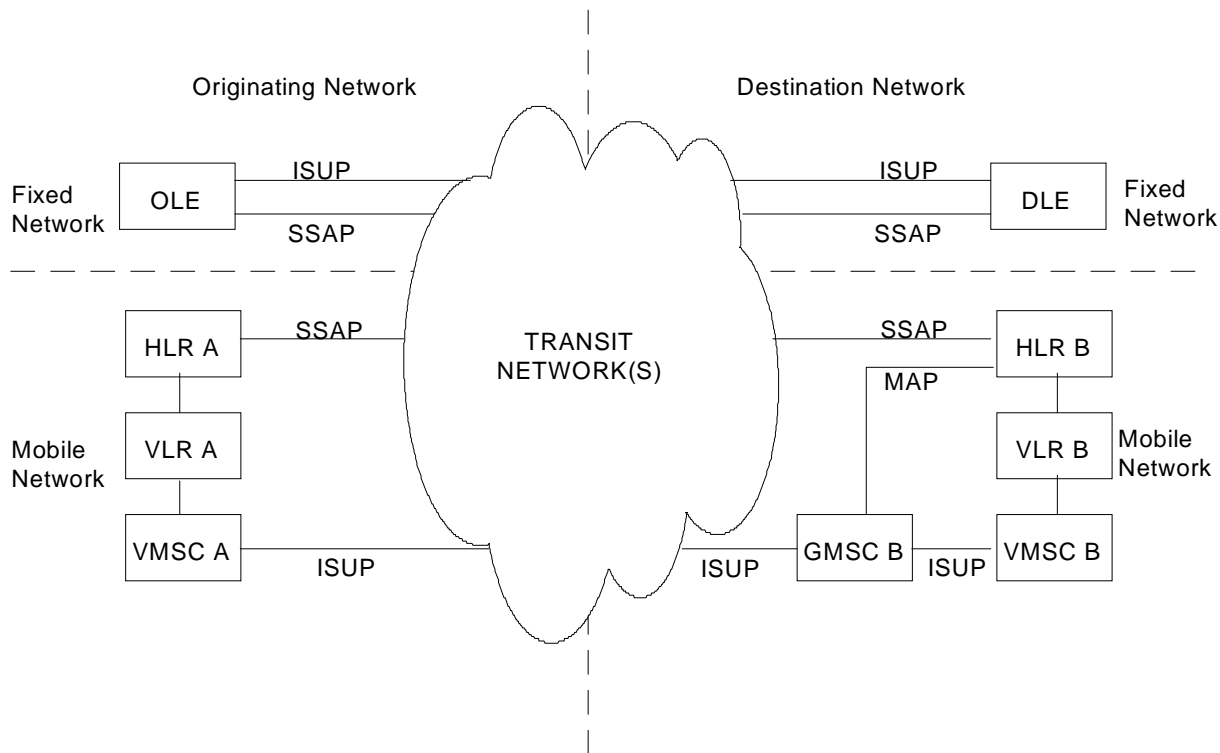 Originating Network
Destination Network
ISUP
ISUP
Fixed
Network
OLE
DLE
Fixed
Network
SSAP
SSAP
HLR A
SSAP
TRANSIT
NETWORK(S)
SSAP
HLR B
MAP
Mobile
Network
VLR A
VLR B
Mobile
Network
VMSC A
ISUP
ISUP
GMSC B
ISUP
VMSC B